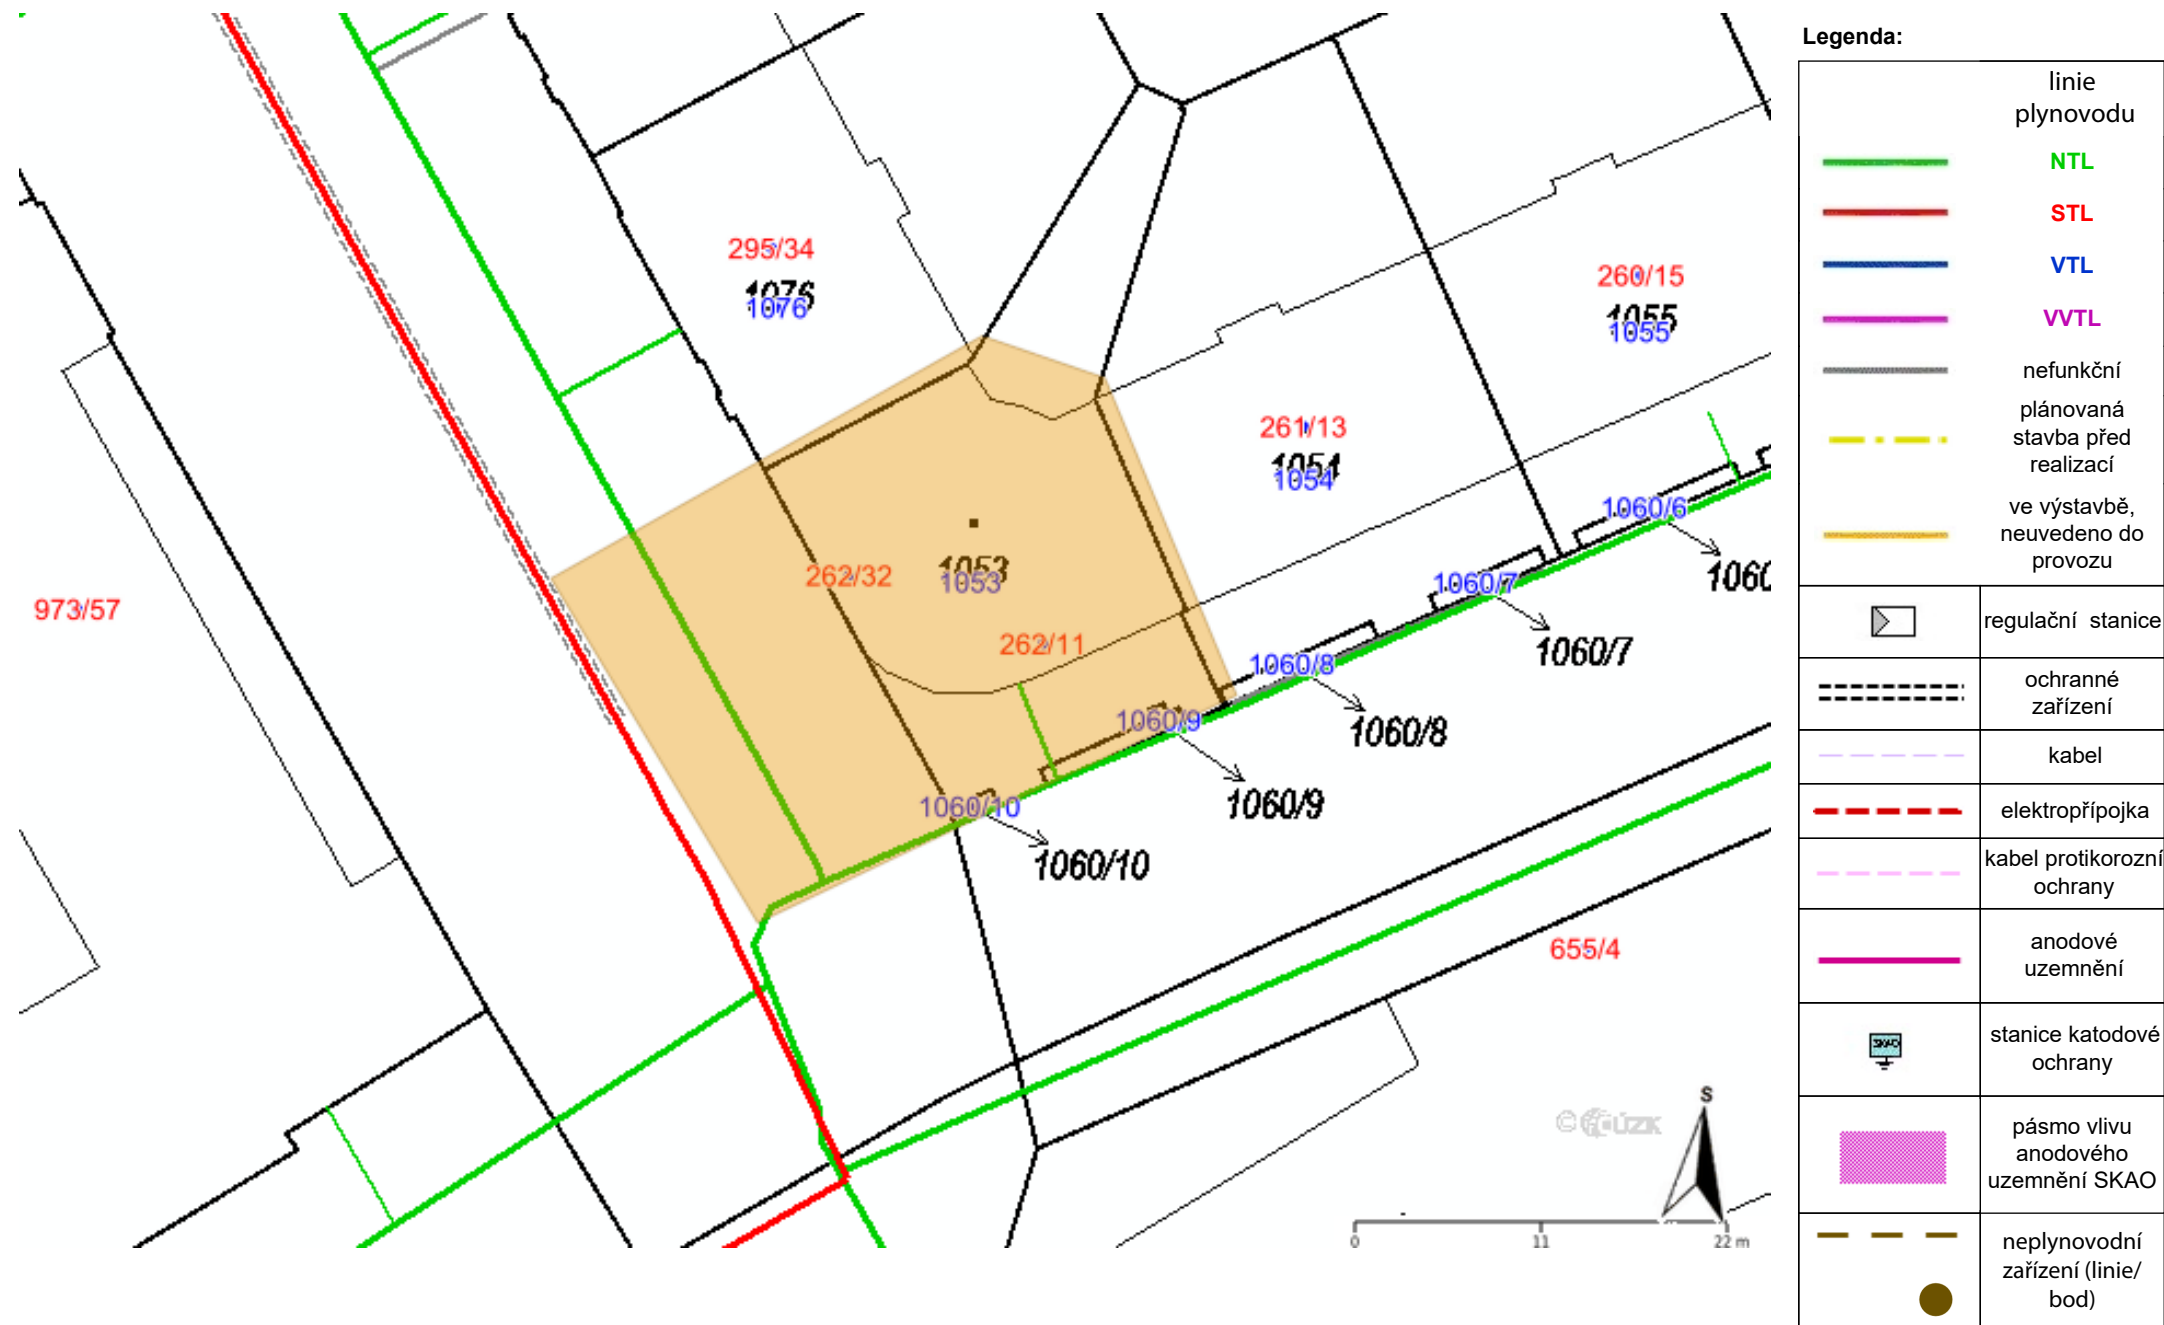 295/34
1076
1076
260/15
1055
1055
261/13
1054
1054
1060/6
1060/7
1060
262/32
1053
1053
973/57
262/11
1060/8
1060/7
1060/9
1060/8
1060/10
1060/9
1060/10
655/4
S
0
11
22 m
Legenda:
linie
plynovodu
NTL
STL
VTL
VVTL
nefunkční
plánovaná
stavba před
realizací
ve výstavbě,
neuvedeno do
provozu
regulační stanice
ochranné
zařízení
kabel
elektropřípojka
kabel protikorozní
ochrany
anodové
uzemnění
SKAO
stanice katodové
ochrany
pásmo vlivu
anodového
uzemnění SKAO
neplynovodní
zařízení (linie/
bod)